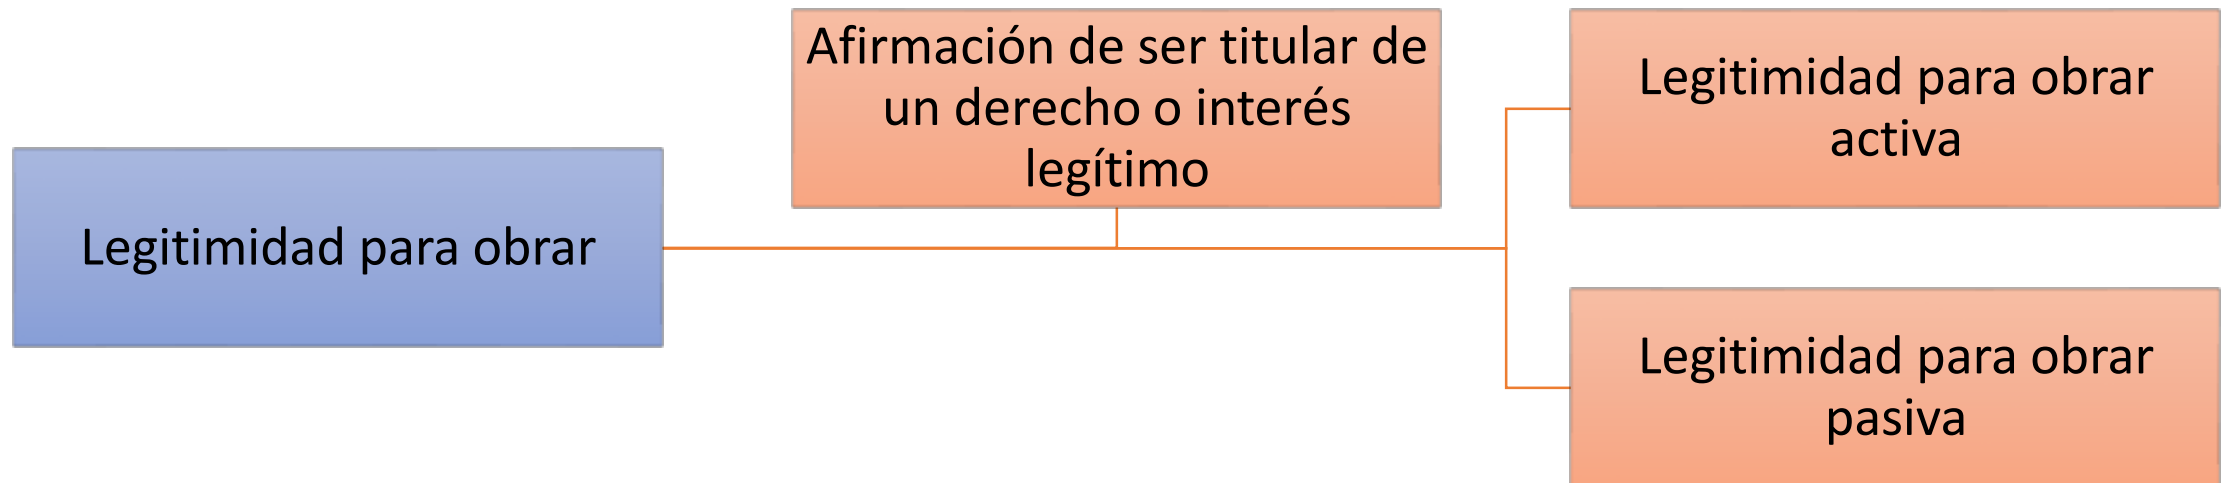 Legitimidad para obrar
Afirmación de ser titular de
un derecho o interés
legítimo
Legitimidad para obrar
activa
Legitimidad para obrar
pasiva